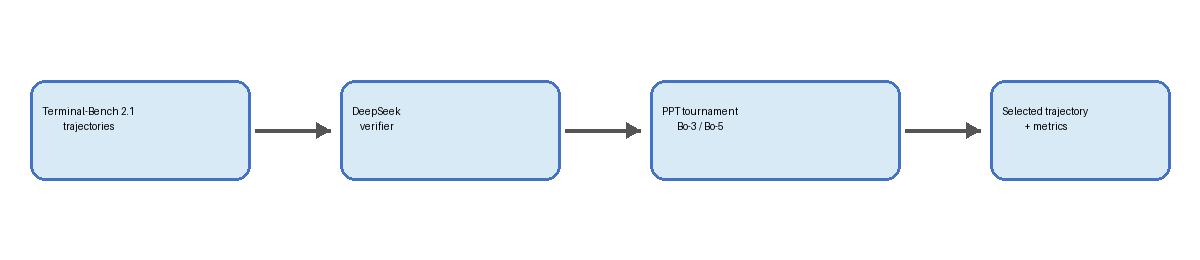 Terminal-Bench 2.1
trajectories
DeepSeek
verifier
PPT tournament
Bo-3 / Bo-5
Selected trajectory
+ metrics